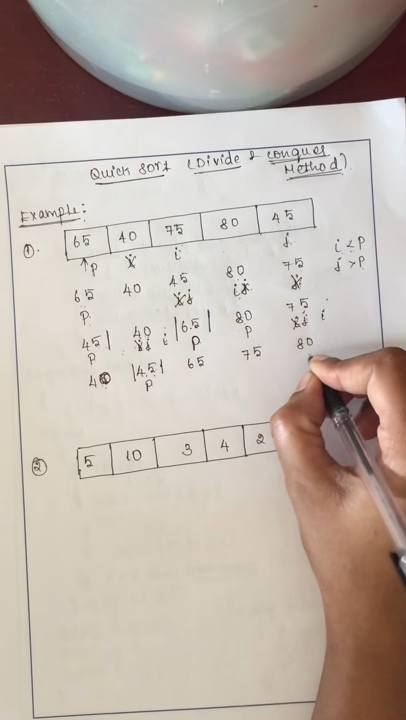 Quick Sort (Divide & Conquer
Method).
Example:
①. 65 40 75 80 45
↑P i i j i < P
j > P
65 40 45 80 75
P i j i i j
45| 40 i |65| 80 75
P i j P P i j i
40 |45| 65 75 80
P
② 5 10 3 4 2